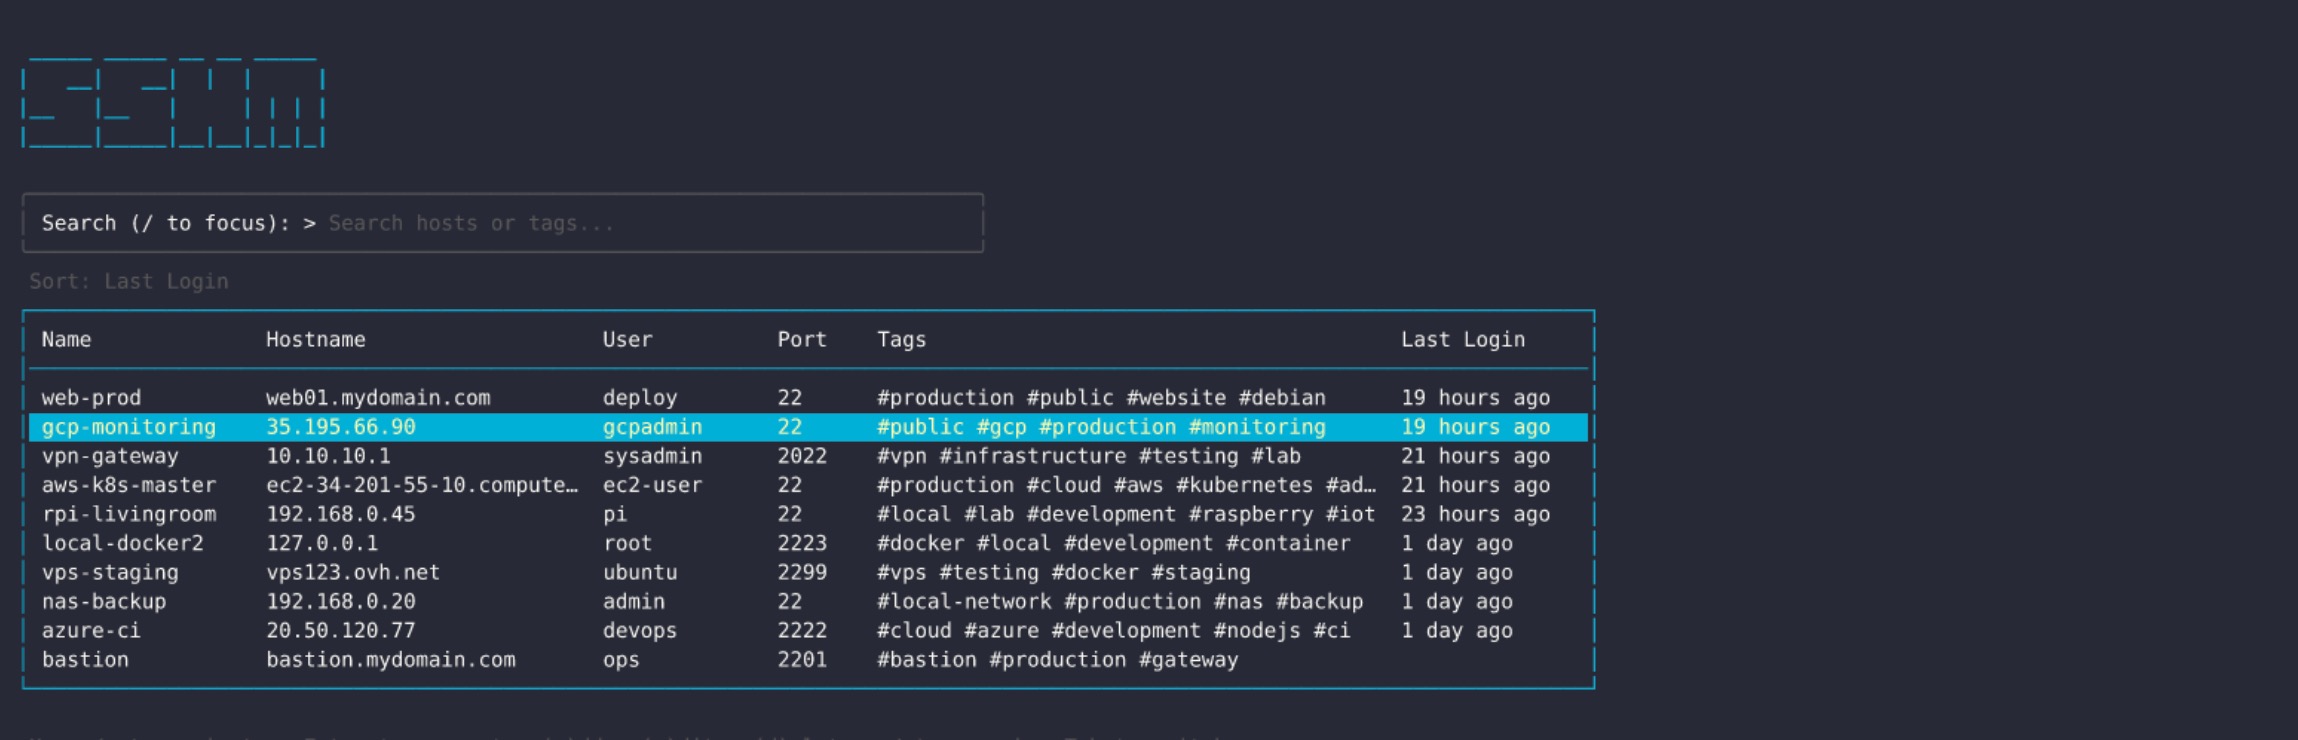 SSHM
Search (/ to focus): > Search hosts or tags...
Sort: Last Login
Name Hostname User Port Tags Last Login
web-prod web01.mydomain.com deploy 22 #production #public #website #debian 19 hours ago
gcp-monitoring 35.195.66.90 gcpadmin 22 #public #gcp #production #monitoring 19 hours ago
vpn-gateway 10.10.10.1 sysadmin 2022 #vpn #infrastructure #testing #lab 21 hours ago
aws-k8s-master ec2-34-201-55-10.compute… ec2-user 22 #production #cloud #aws #kubernetes #ad… 21 hours ago
rpi-livingroom 192.168.0.45 pi 22 #local #lab #development #raspberry #iot 23 hours ago
local-docker2 127.0.0.1 root 2223 #docker #local #development #container 1 day ago
vps-staging vps123.ovh.net ubuntu 2299 #vps #testing #docker #staging 1 day ago
nas-backup 192.168.0.20 admin 22 #local-network #production #nas #backup 1 day ago
azure-ci 20.50.120.77 devops 2222 #cloud #azure #development #nodejs #ci 1 day ago
bastion bastion.mydomain.com ops 2201 #bastion #production #gateway